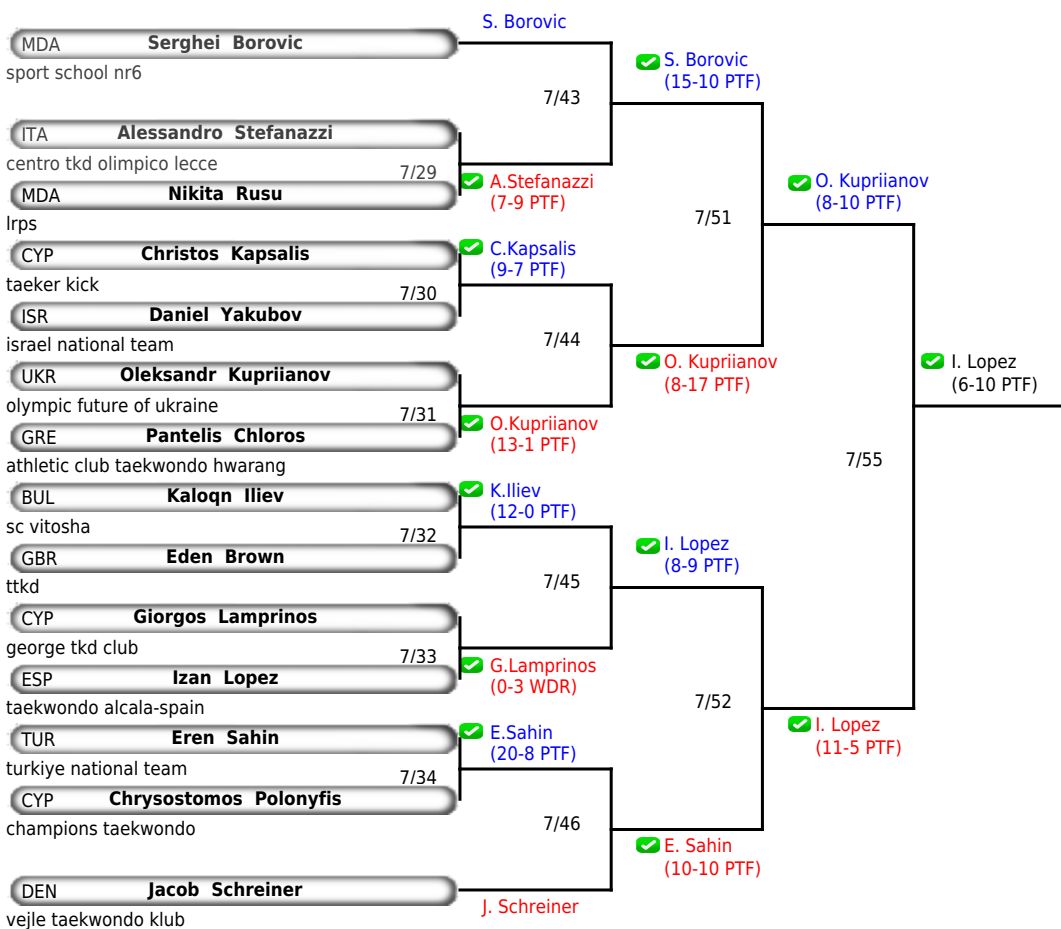 S. Borovic
MDA Serghei Borovic
sport school nr6
S. Borovic
(15-10 PTF)
7/43
ITA Alessandro Stefanazzi
centro tkd olimpico lecce
7/29
A.Stefanazzi
(7-9 PTF)
MDA Nikita Rusu
lrps
O. Kupriianov
(8-10 PTF)
7/51
CYP Christos Kapsalis
taeker kick
C.Kapsalis
(9-7 PTF)
7/30
ISR Daniel Yakubov
israel national team
7/44
O. Kupriianov
(8-17 PTF)
I. Lopez
(6-10 PTF)
UKR Oleksandr Kupriianov
olympic future of ukraine
7/31
O.Kupriianov
(13-1 PTF)
GRE Pantelis Chloros
athletic club taekwondo hwarang
7/55
BUL Kaloqn Iliev
sc vitosha
K.Iliev
(12-0 PTF)
7/32
GBR Eden Brown
ttkd
I. Lopez
(8-9 PTF)
7/45
CYP Giorgos Lamprinos
george tkd club
7/33
G.Lamprinos
(0-3 WDR)
ESP Izan Lopez
taekwondo alcala-spain
7/52
I. Lopez
(11-5 PTF)
TUR Eren Sahin
turkiye national team
E.Sahin
(20-8 PTF)
7/34
CYP Chrysostomos Polonyfis
champions taekwondo
7/46
E. Sahin
(10-10 PTF)
DEN Jacob Schreiner
vejle taekwondo klub
J. Schreiner